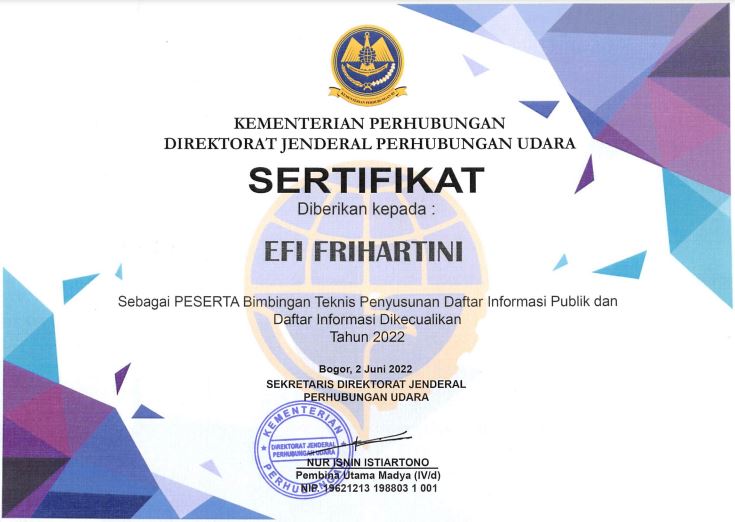 KEMENTERIAN PERHUBUNGAN RI
KEMENTERIAN PERHUBUNGAN
DIREKTORAT JENDERAL PERHUBUNGAN UDARA
SERTIFIKAT
Diberikan kepada :
EFI FRIHARTINI
Sebagai PESERTA Bimbingan Teknis Penyusunan Daftar Informasi Publik dan
Daftar Informasi Dikecualikan
Tahun 2022
Bogor, 2 Juni 2022
SEKRETARIS DIREKTORAT JENDERAL
PERHUBUNGAN UDARA
KEMENTERIAN
DIREKTORAT JENDERAL
PERHUBUNGAN UDARA
PERHUBUNGAN
NUR ISNIN ISTIARTONO
Pembina Utama Madya (IV/d)
NIP. 19621213 198803 1 001